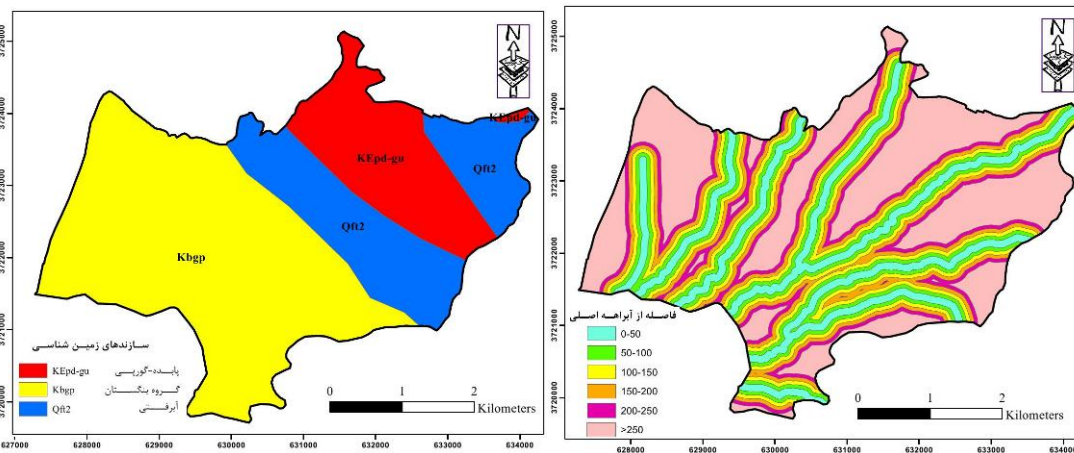 3725000
3724000
3723000
3722000
3721000
3720000
N
KEpd-gu
KEpd-gu
Qft2
Qft2
Kbgp
سازندهای زمین شناسی
KEpd-gu پابده-گورپی
Kbgp گروه بنگستان
Qft2 آبرفتی
0 1 2
Kilometers
627000 628000 629000 630000 631000 632000 633000 634000
3725000
3724000
3723000
3722000
3721000
3720000
N
فاصله از آبراهه اصلی
0-50
50-100
100-150
150-200
200-250
>250
0 1 2
Kilometers
628000 629000 630000 631000 632000 633000 634000